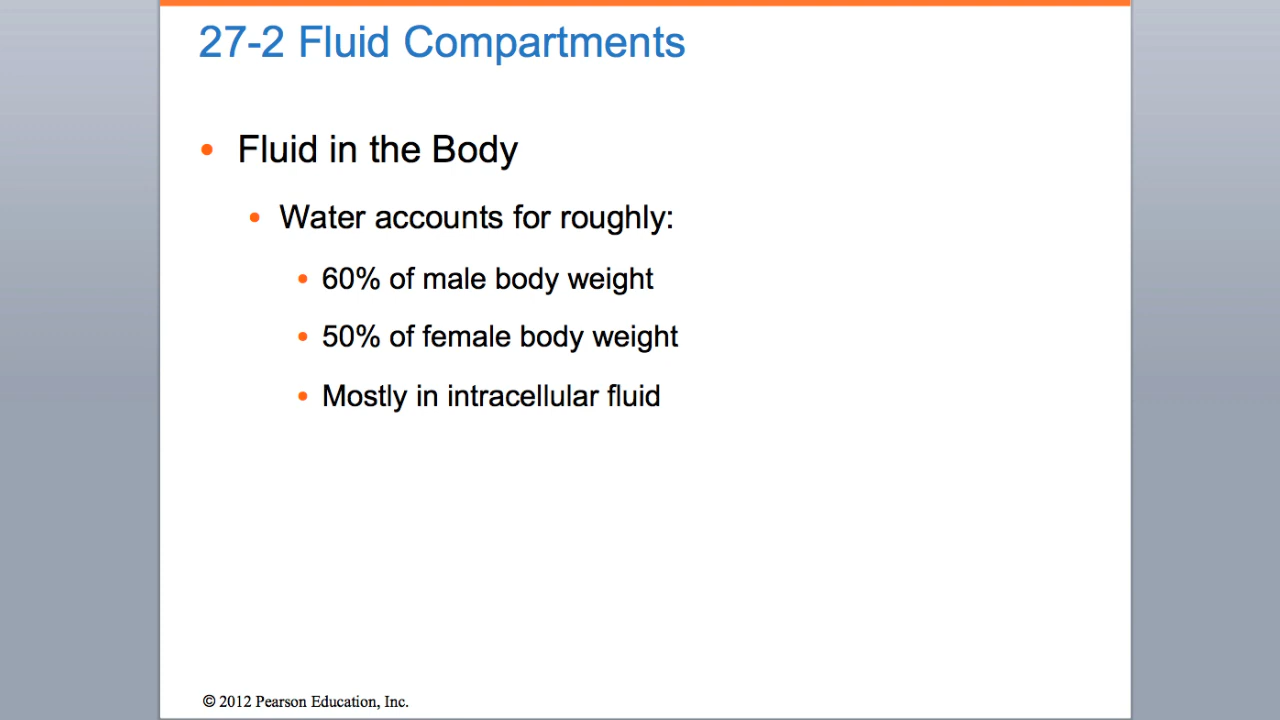 27-2 Fluid Compartments
• Fluid in the Body
• Water accounts for roughly:
• 60% of male body weight
• 50% of female body weight
• Mostly in intracellular fluid
© 2012 Pearson Education, Inc.